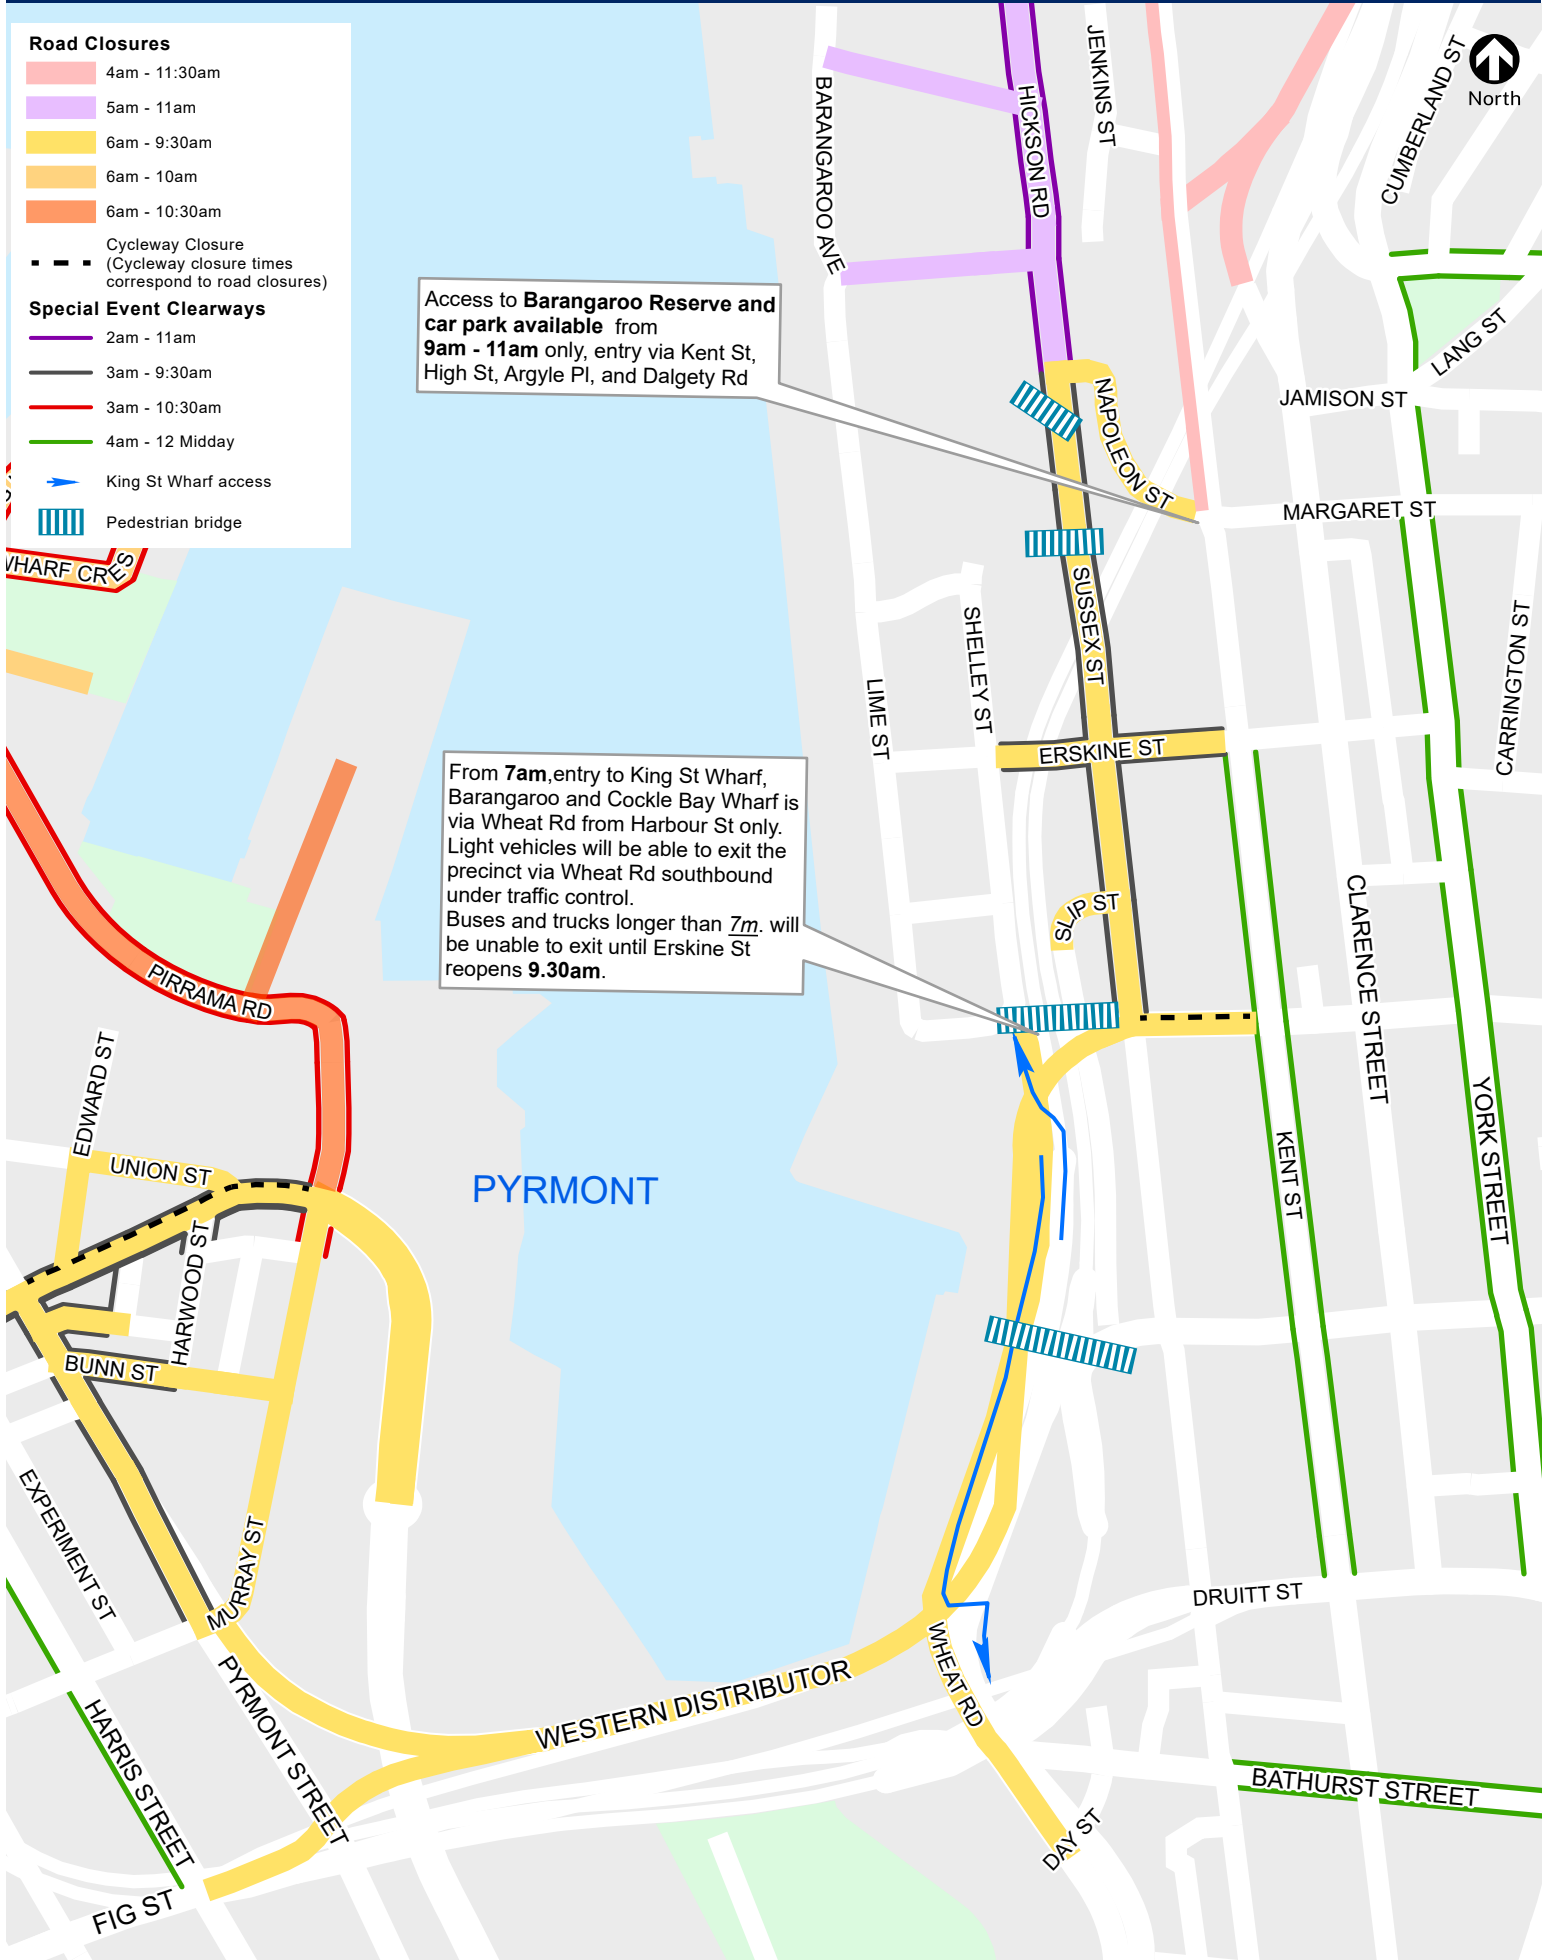 Road Closures
4am - 11:30am
5am - 11am
6am - 9:30am
6am - 10am
6am - 10:30am
Cycleway Closure
(Cycleway closure times
correspond to road closures)
Special Event Clearways
2am - 11am
3am - 9:30am
3am - 10:30am
4am - 12 Midday
King St Wharf access
Pedestrian bridge
North
JENKINS ST
CUMBERLAND ST
HICKSON RD
BARANGAROO AVE
Access to Barangaroo Reserve and
car park available from
9am - 11am only, entry via Kent St,
High St, Argyle Pl, and Dalgety Rd
LANG ST
JAMISON ST
NAPOLEON ST
MARGARET ST
WHARF CRES
SUSSEX ST
SHELLEY ST
LIME ST
CARRINGTON ST
ERSKINE ST
From 7am, entry to King St Wharf,
Barangaroo and Cockle Bay Wharf is
via Wheat Rd from Harbour St only.
Light vehicles will be able to exit the
precinct via Wheat Rd southbound
under traffic control.
Buses and trucks longer than 7m. will
be unable to exit until Erskine St
reopens 9.30am.
SLIP ST
CLARENCE STREET
PIRRAMA RD
EDWARD ST
UNION ST
PYRMONT
KENT ST
YORK STREET
HARWOOD ST
BUNN ST
EXPERIMENT ST
MURRAY ST
DRUITT ST
WHEAT RD
WESTERN DISTRIBUTOR
PYRMONT STREET
HARRIS STREET
BATHURST STREET
DAY ST
FIG ST